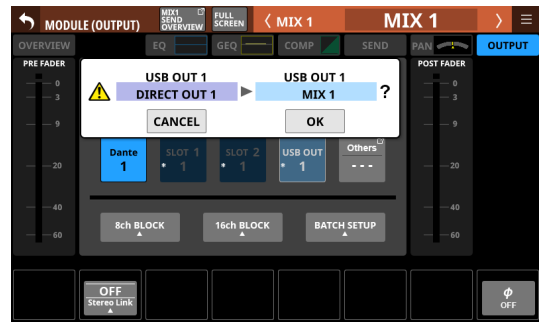 MODULE (OUTPUT)
MIX1
SEND
OVERVIEW
FULL
SCREEN
MIX 1
MIX 1
OVERVIEW
EQ
GEQ
COMP
SEND
PAN
OUTPUT
PRE FADER
POST FADER
USB OUT 1
DIRECT OUT 1
USB OUT 1
MIX 1
?
CANCEL
OK
0
3
9
20
40
60
0
3
9
20
40
60
Dante
1
SLOT 1
* 1
SLOT 2
* 1
USB OUT
* 1
Others
---
8ch BLOCK
16ch BLOCK
BATCH SETUP
OFF
Stereo Link
φ
OFF